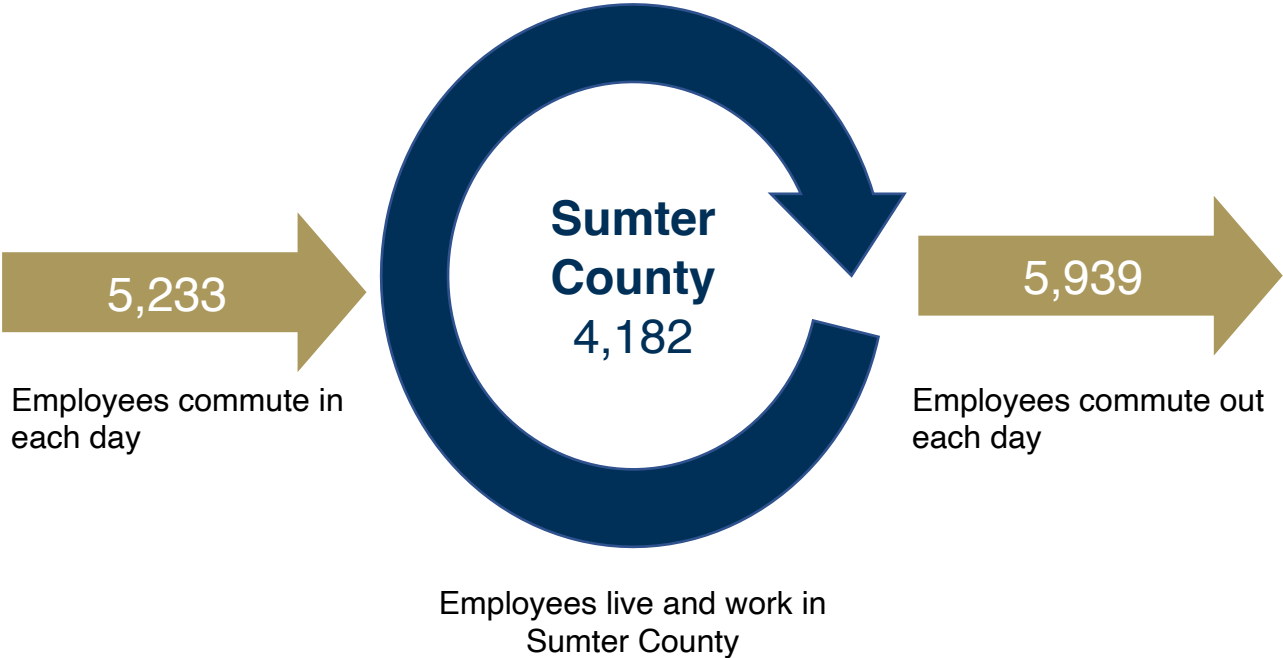 5,233
Employees commute in
each day
Sumter
County
4,182
Employees live and work in
Sumter County
5,939
Employees commute out
each day